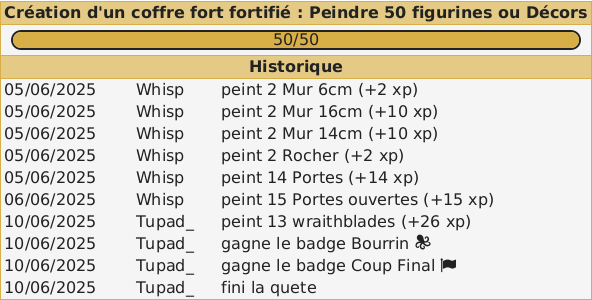 Création d'un coffre fort fortifié : Peindre 50 figurines ou Décors
50/50
Historique
05/06/2025 Whisp peint 2 Mur 6cm (+2 xp)
05/06/2025 Whisp peint 2 Mur 16cm (+10 xp)
05/06/2025 Whisp peint 2 Mur 14cm (+10 xp)
05/06/2025 Whisp peint 2 Rocher (+2 xp)
05/06/2025 Whisp peint 14 Portes (+14 xp)
06/06/2025 Whisp peint 15 Portes ouvertes (+15 xp)
10/06/2025 Tupad_ peint 13 wraithblades (+26 xp)
10/06/2025 Tupad_ gagne le badge Bourrin
10/06/2025 Tupad_ gagne le badge Coup Final
10/06/2025 Tupad_ fini la quete